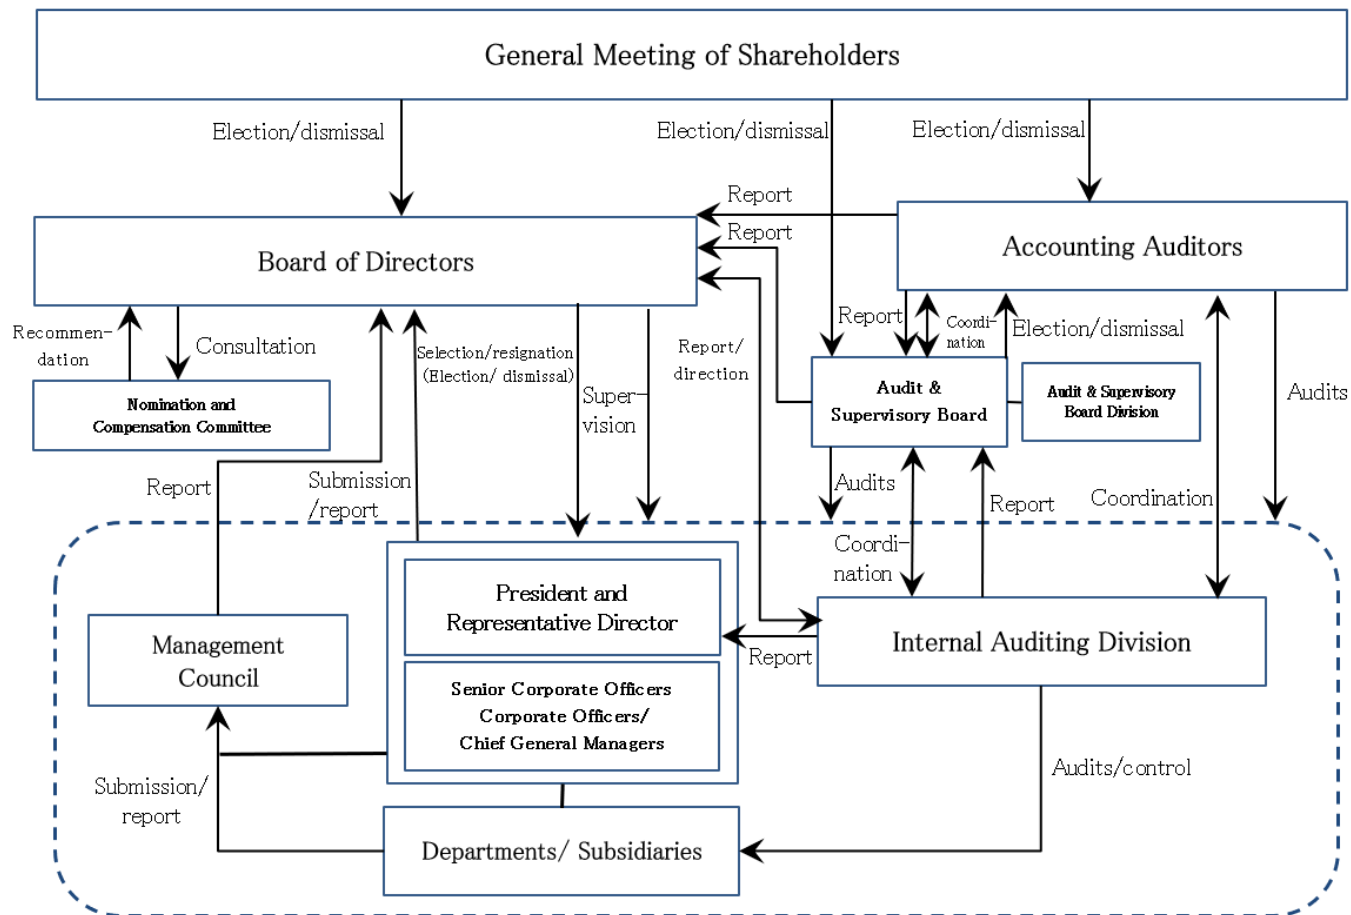 General Meeting of Shareholders
Election/dismissal
Election/dismissal
Election/dismissal
Report
Report
Board of Directors
Accounting Auditors
Recommen-
dation
Consultation
Selection/resignation
(Election/ dismissal)
Super-
vision
Report/
direction
Report
Coordi-
nation
Election/dismissal
Nomination and
Compensation Committee
Audit &
Supervisory Board
Audit & Supervisory
Board Division
Audits
Report
Submission
/report
Audits
Report
Coordination
Coordi-
nation
President and
Representative Director
Management
Council
Internal Auditing Division
Report
Senior Corporate Officers
Corporate Officers/
Chief General Managers
Submission/
report
Audits/control
Departments/ Subsidiaries